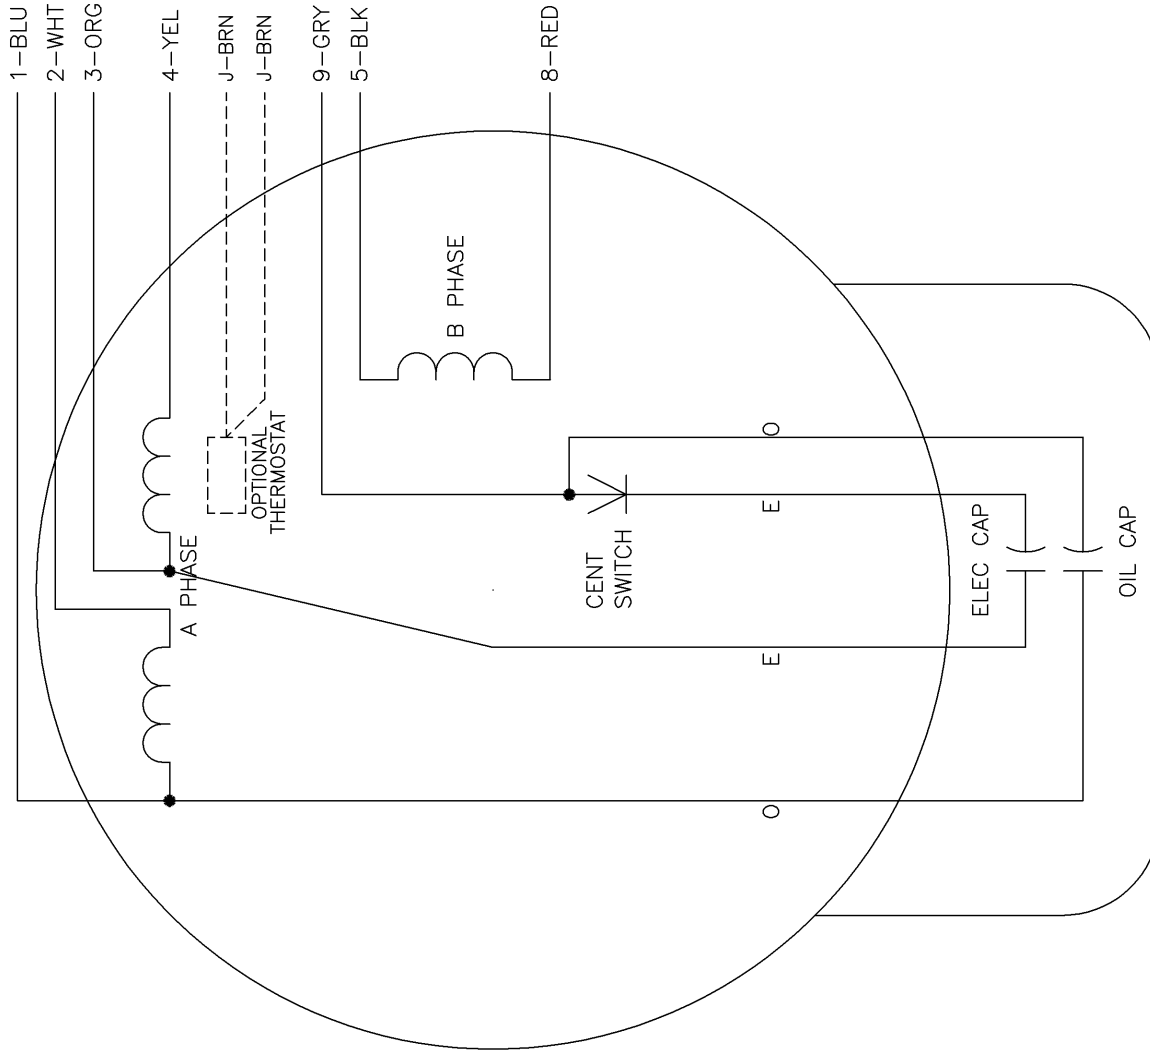 1-BLU
2-WHT
3-ORG
4-YEL
J-BRN
J-BRN
9-GRY
5-BLK
8-RED
A PHASE
OPTIONAL
THERMOSTAT
B PHASE
CENT
SWITCH
O
E
E
O
ELEC CAP
OIL CAP